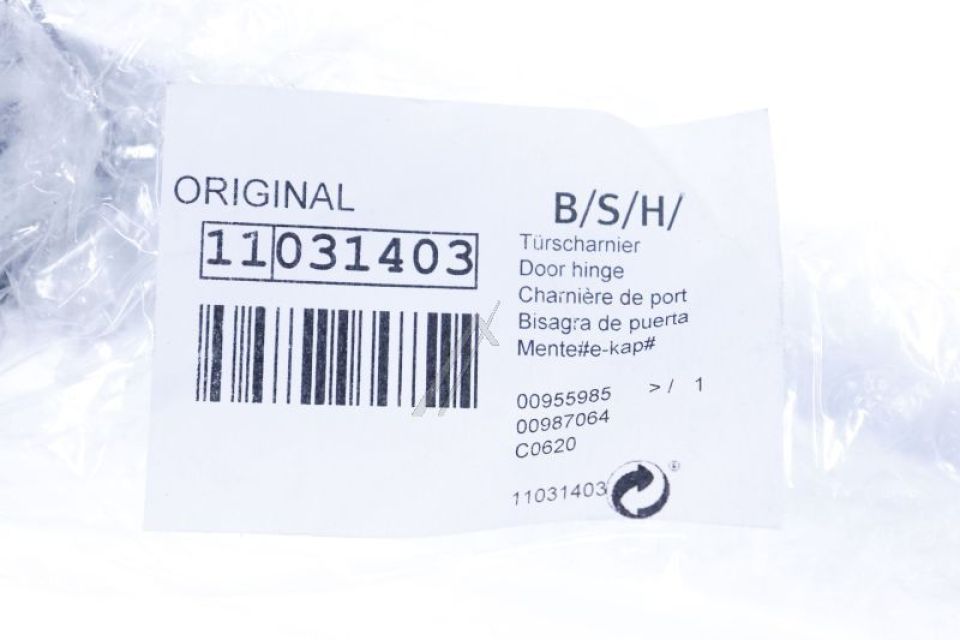 ORIGINAL
11031403
B/S/H/
Türscharnier
Door hinge
Charnière de port
Bisagra de puerta
Mente#e-kap#
00955985 > / 1
00987064
C0620
11031403
®